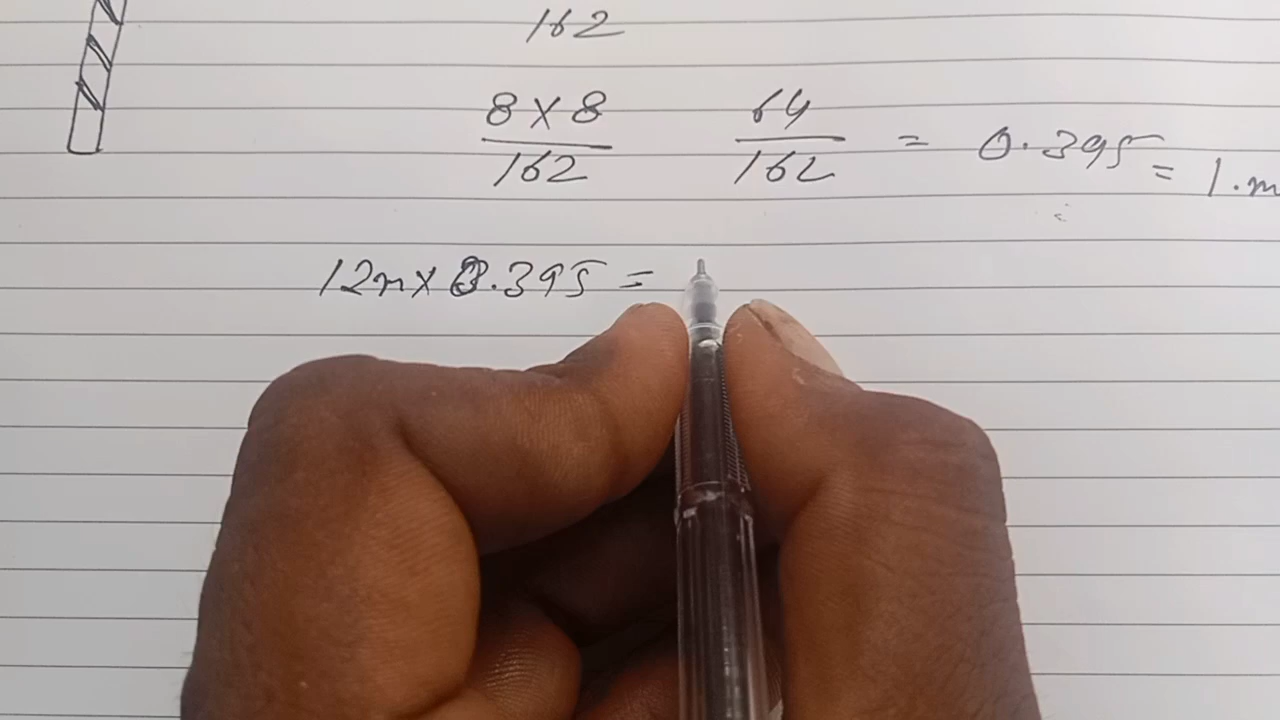 162
8 X 8 / 162 64 / 162 = 0.395 = 1.m
12m x 0.395 =